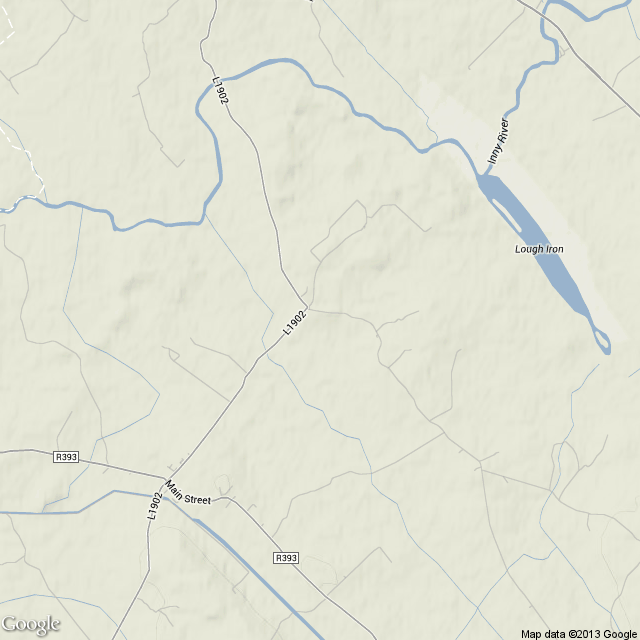 L1902
Inny River
Lough Iron
L1902
R393
Main Street
L1902
R393
Google
Map data ©2013 Google